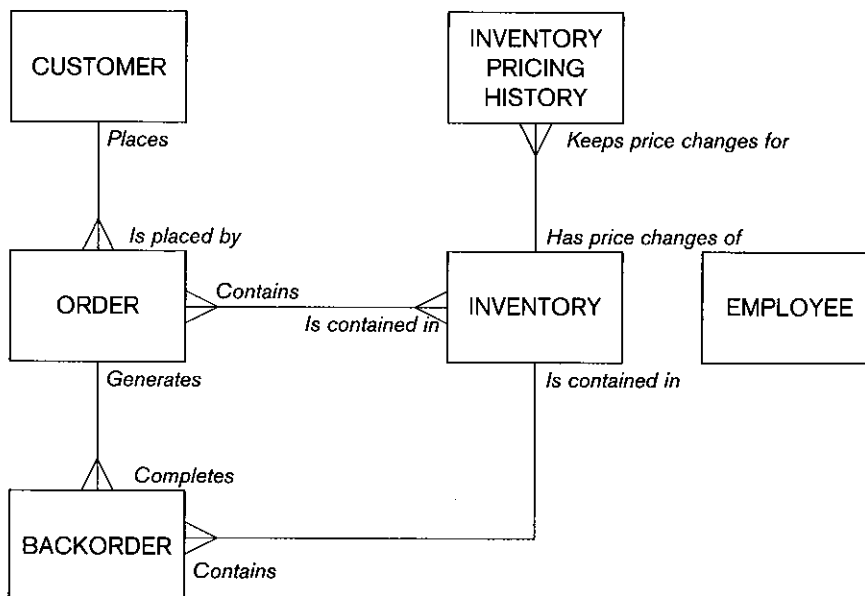 CUSTOMER
INVENTORY
PRICING
HISTORY
Places
Keeps price changes for
Is placed by
Has price changes of
ORDER
Contains
Is contained in
INVENTORY
EMPLOYEE
Generates
Is contained in
Completes
BACKORDER
Contains